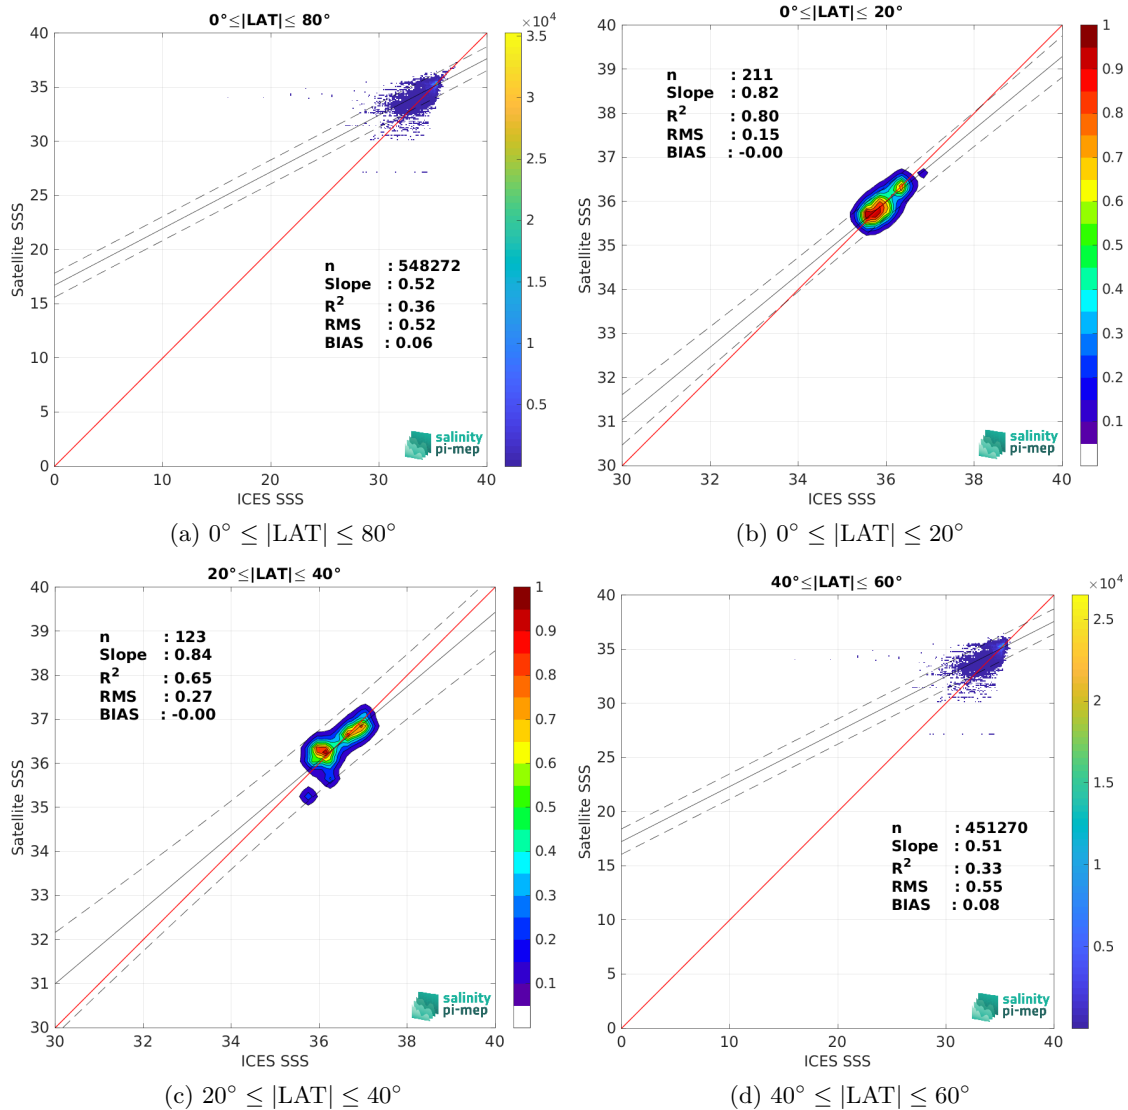 0°≤|LAT|≤ 80°
×10⁴
40
35
30
25
20
15
10
5
0
0
10
20
30
40
Satellite SSS
ICES SSS
n : 548272
Slope : 0.52
R² : 0.36
RMS : 0.52
BIAS : 0.06
3.5
3
2.5
2
1.5
1
0.5
salinity
pi-mep
(a) 0° ≤ |LAT| ≤ 80°
0°≤|LAT|≤ 20°
40
39
38
37
36
35
34
33
32
31
30
30
32
34
36
38
40
Satellite SSS
ICES SSS
n : 211
Slope : 0.82
R² : 0.80
RMS : 0.15
BIAS : -0.00
1
0.9
0.8
0.7
0.6
0.5
0.4
0.3
0.2
0.1
salinity
pi-mep
(b) 0° ≤ |LAT| ≤ 20°
20°≤|LAT|≤ 40°
40
39
38
37
36
35
34
33
32
31
30
30
32
34
36
38
40
Satellite SSS
ICES SSS
n : 123
Slope : 0.84
R² : 0.65
RMS : 0.27
BIAS : -0.00
1
0.9
0.8
0.7
0.6
0.5
0.4
0.3
0.2
0.1
salinity
pi-mep
(c) 20° ≤ |LAT| ≤ 40°
40°≤|LAT|≤ 60°
×10⁴
40
35
30
25
20
15
10
5
0
0
10
20
30
40
Satellite SSS
ICES SSS
n : 451270
Slope : 0.51
R² : 0.33
RMS : 0.55
BIAS : 0.08
2.5
2
1.5
1
0.5
salinity
pi-mep
(d) 40° ≤ |LAT| ≤ 60°